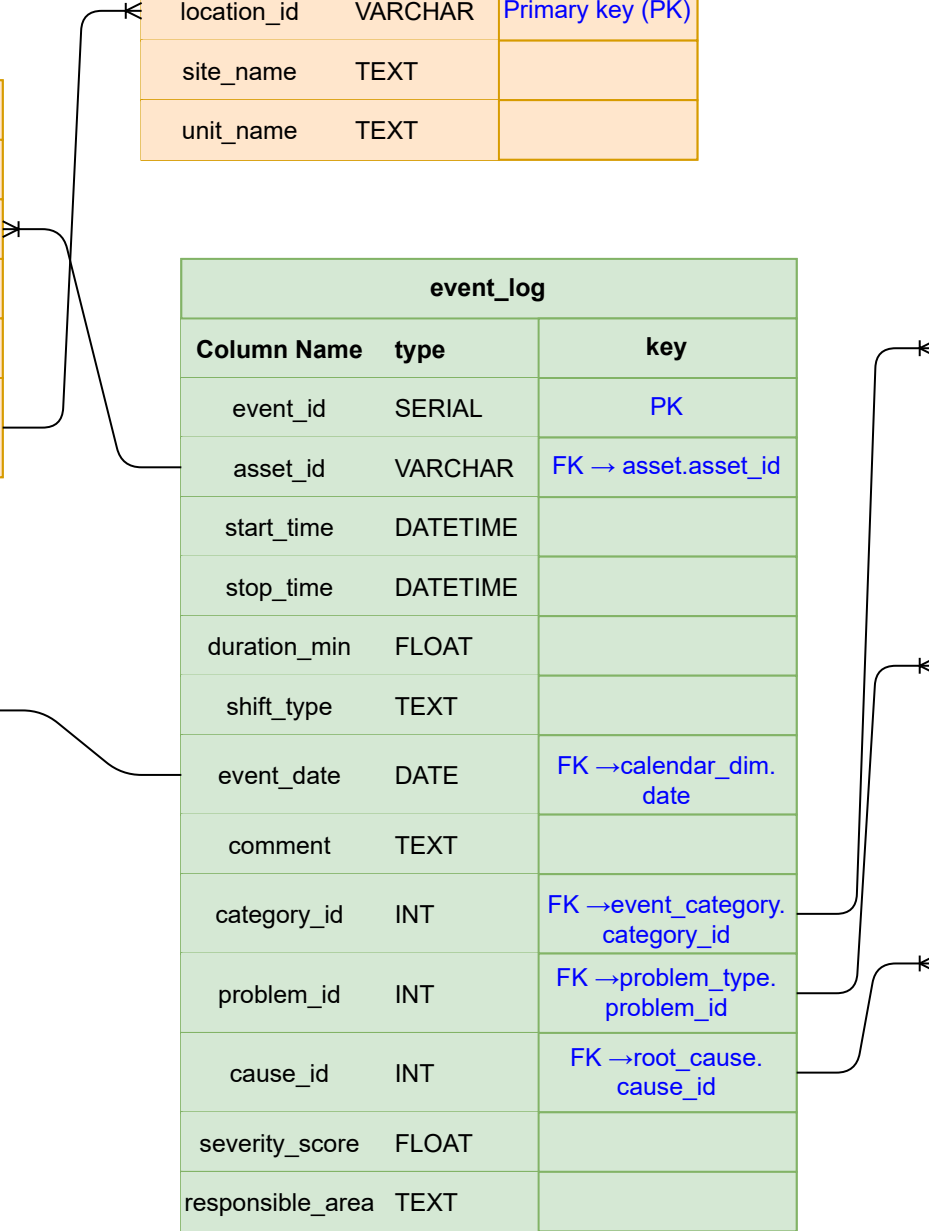 location_id VARCHAR Primary key (PK)
site_name TEXT
unit_name TEXT
event_log
Column Name type key
event_id SERIAL PK
asset_id VARCHAR FK → asset.asset_id
start_time DATETIME
stop_time DATETIME
duration_min FLOAT
shift_type TEXT
event_date DATE FK →calendar_dim.
date
comment TEXT
category_id INT FK →event_category.
category_id
problem_id INT FK →problem_type.
problem_id
cause_id INT FK →root_cause.
cause_id
severity_score FLOAT
responsible_area TEXT